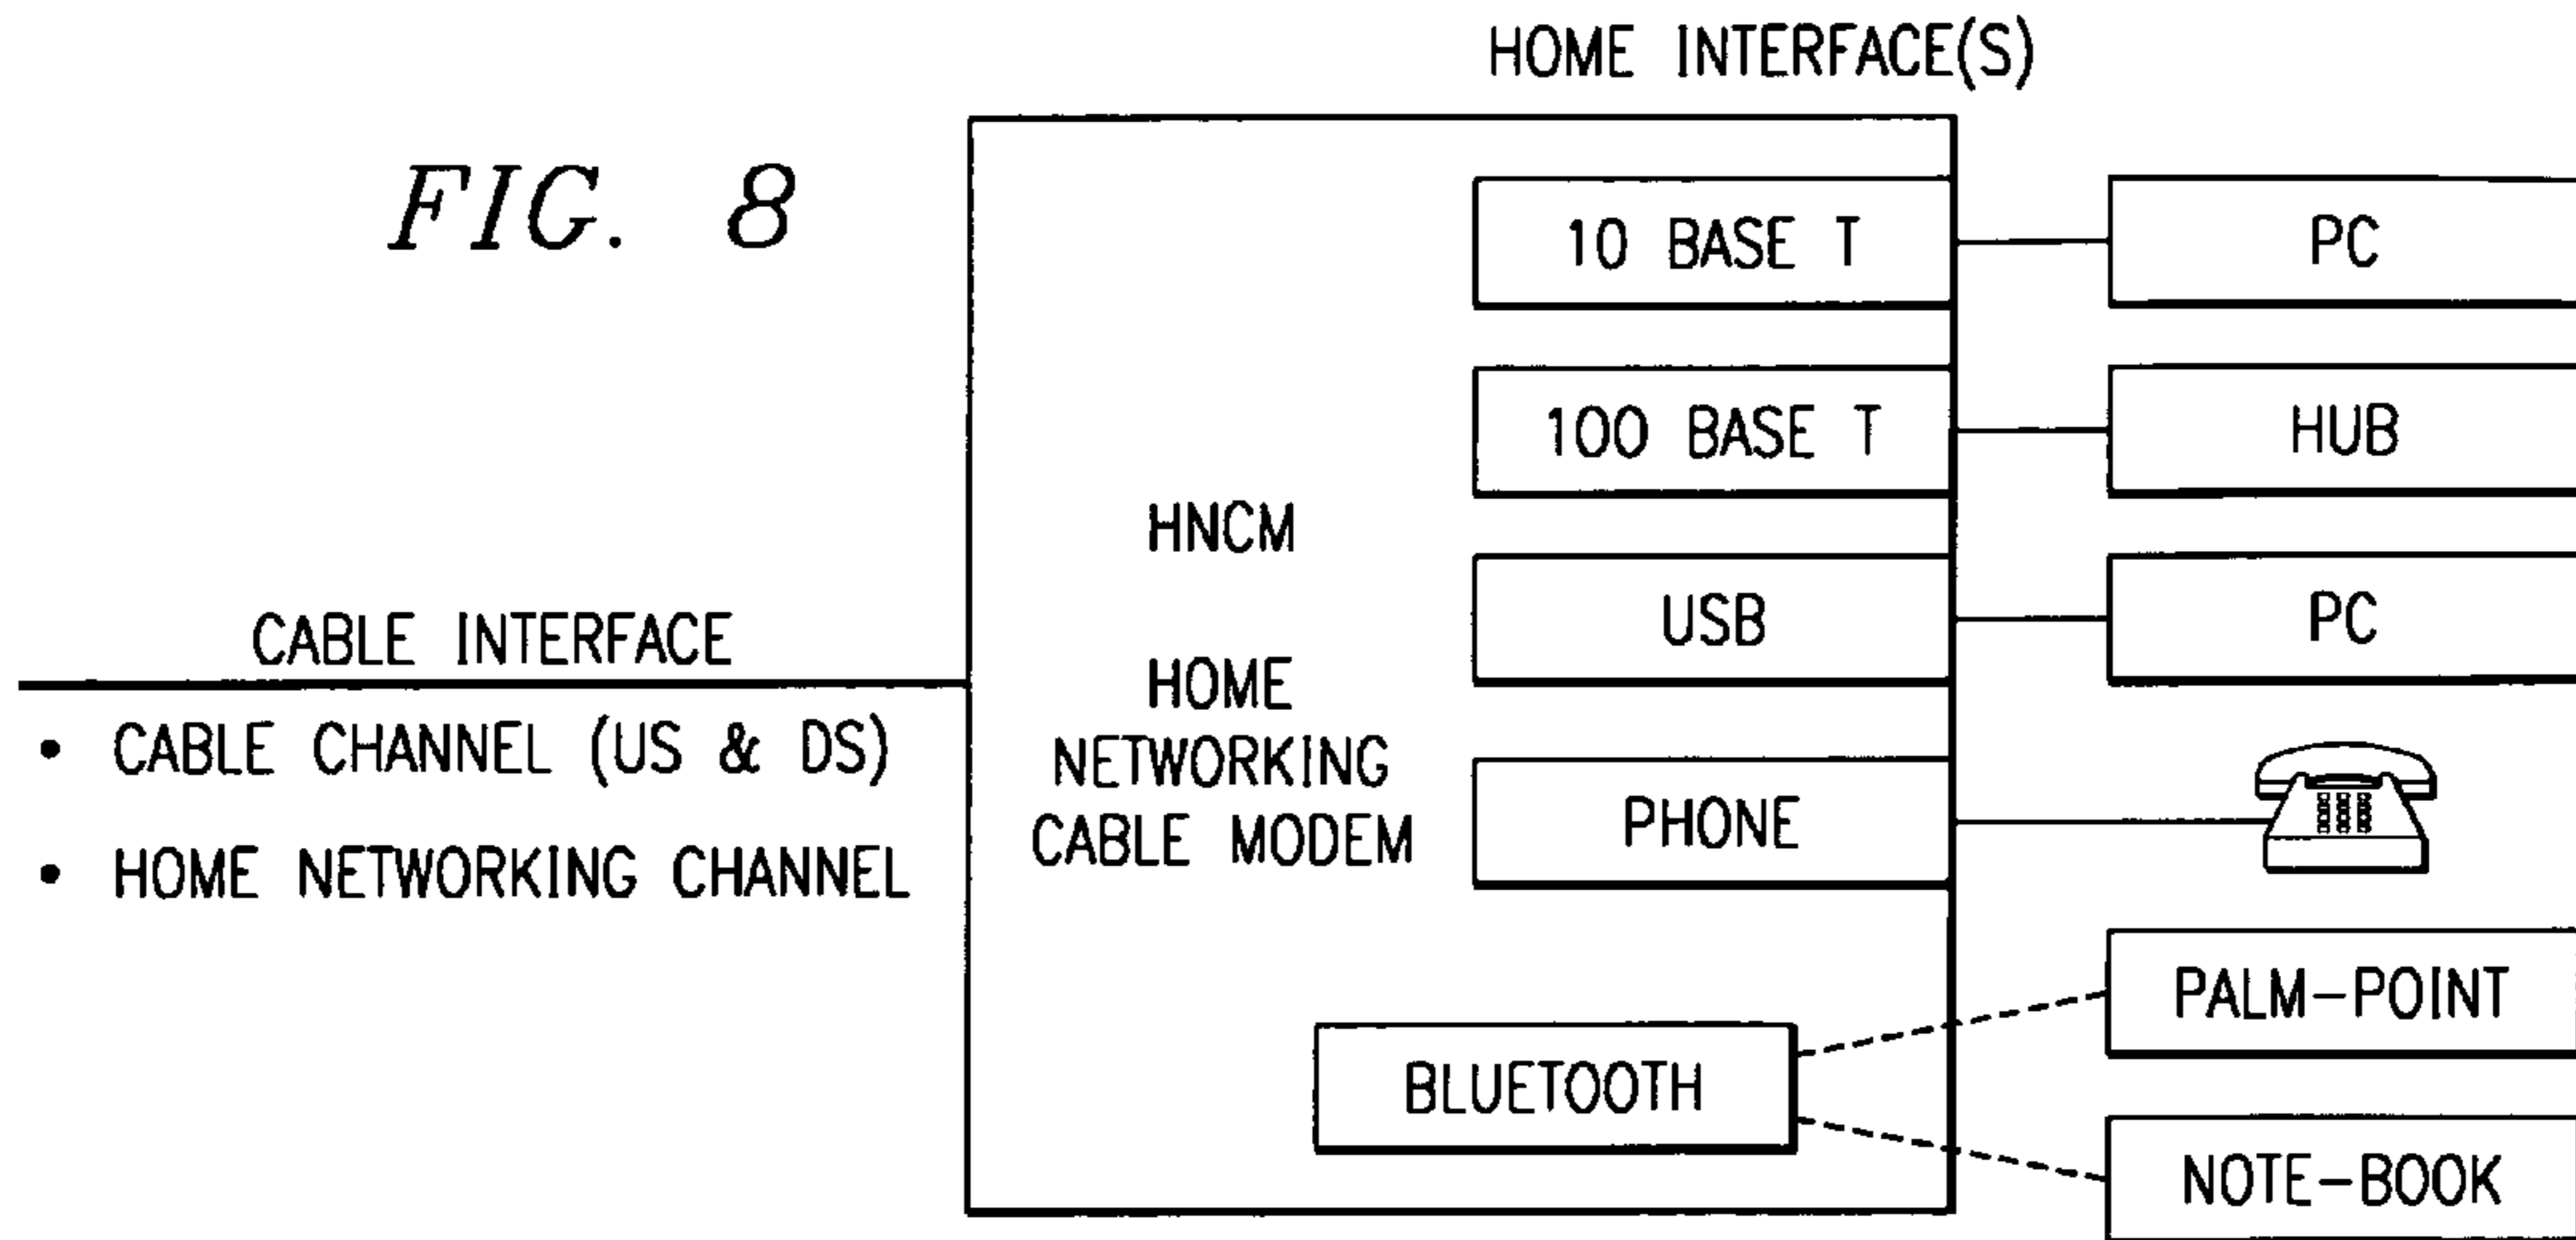 HOME INTERFACE(S)
FIG. 8
10 BASE T
PC
100 BASE T
HUB
HNCM
USB
PC
CABLE INTERFACE
HOME
NETWORKING
CABLE MODEM
• CABLE CHANNEL (US & DS)
• HOME NETWORKING CHANNEL
PHONE
PALM-POINT
BLUETOOTH
NOTE-BOOK